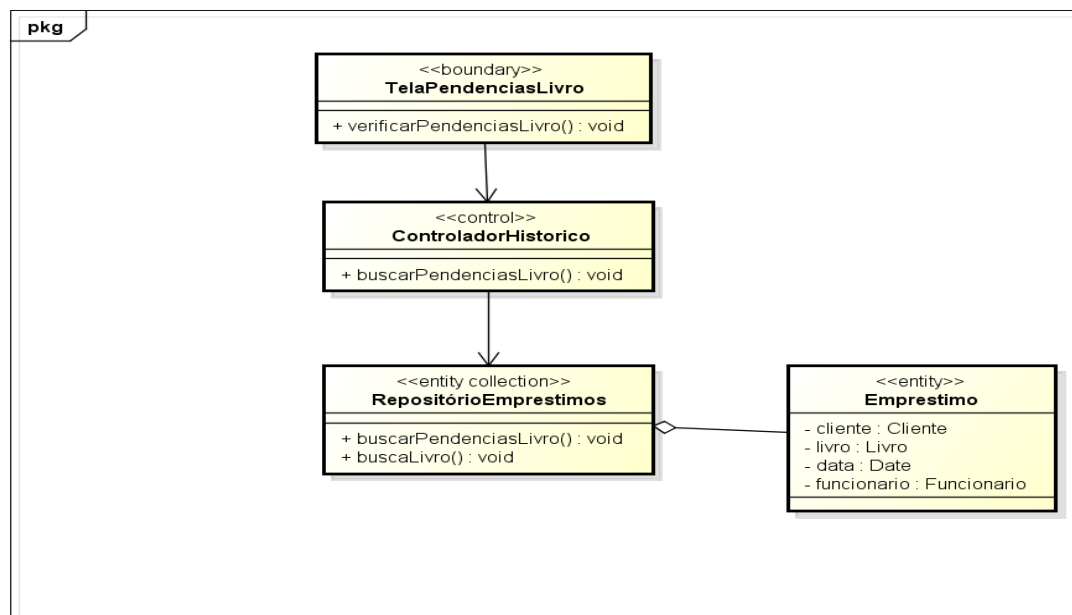 pkg
<<boundary>>
TelaPendenciasLivro
+ verificarPendenciasLivro() : void
<<control>>
ControladorHistorico
+ buscarPendenciasLivro() : void
<<entity collection>>
RepositórioEmprestimos
+ buscarPendenciasLivro() : void
+ buscaLivro() : void
<<entity>>
Emprestimo
- cliente : Cliente
- livro : Livro
- data : Date
- funcionario : Funcionario